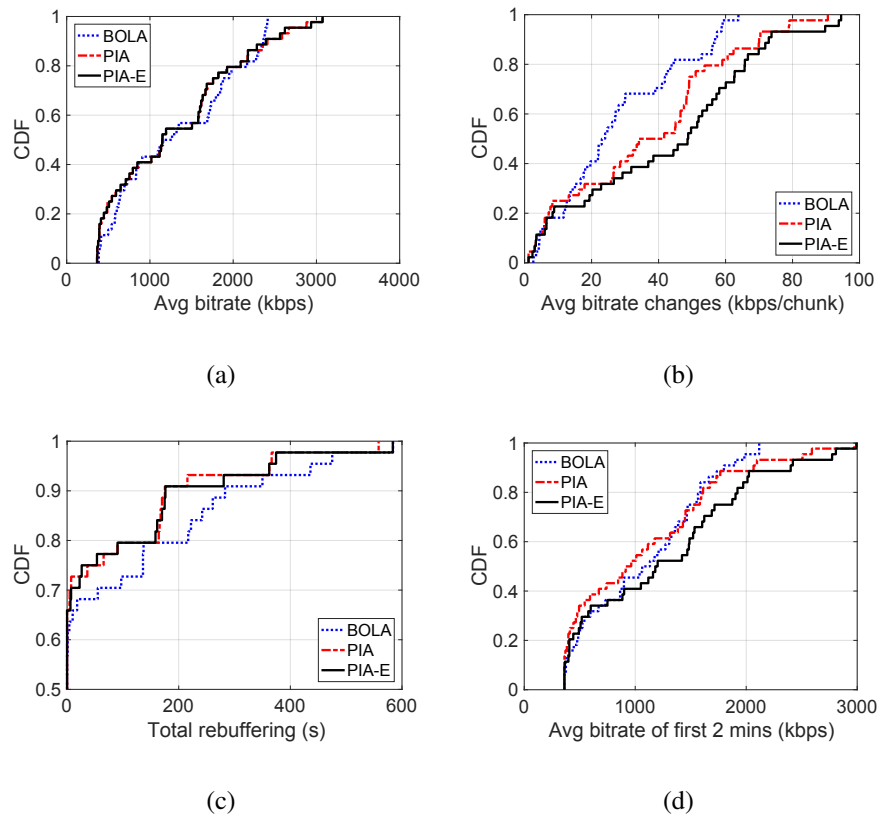 1
0.8
0.6
0.4
0.2
0
CDF
BOLA
PIA
PIA-E
0 1000 2000 3000 4000
Avg bitrate (kbps)
(a)
1
0.8
0.6
0.4
0.2
0
CDF
BOLA
PIA
PIA-E
0 20 40 60 80 100
Avg bitrate changes (kbps/chunk)
(b)
1
0.9
0.8
0.7
0.6
0.5
CDF
BOLA
PIA
PIA-E
0 200 400 600
Total rebuffering (s)
(c)
1
0.8
0.6
0.4
0.2
0
CDF
BOLA
PIA
PIA-E
1000 2000 3000
Avg bitrate of first 2 mins (kbps)
(d)